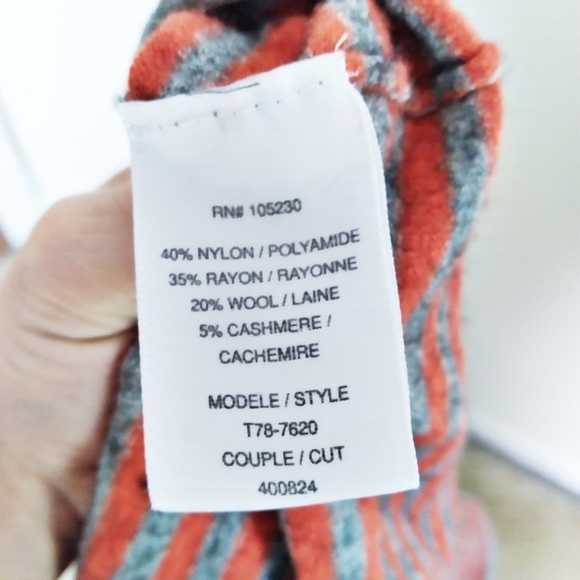 RN# 105230
40% NYLON / POLYAMIDE
35% RAYON / RAYONNE
20% WOOL / LAINE
5% CASHMERE /
CACHEMIRE
MODELE / STYLE
T78-7620
COUPLE / CUT
400824